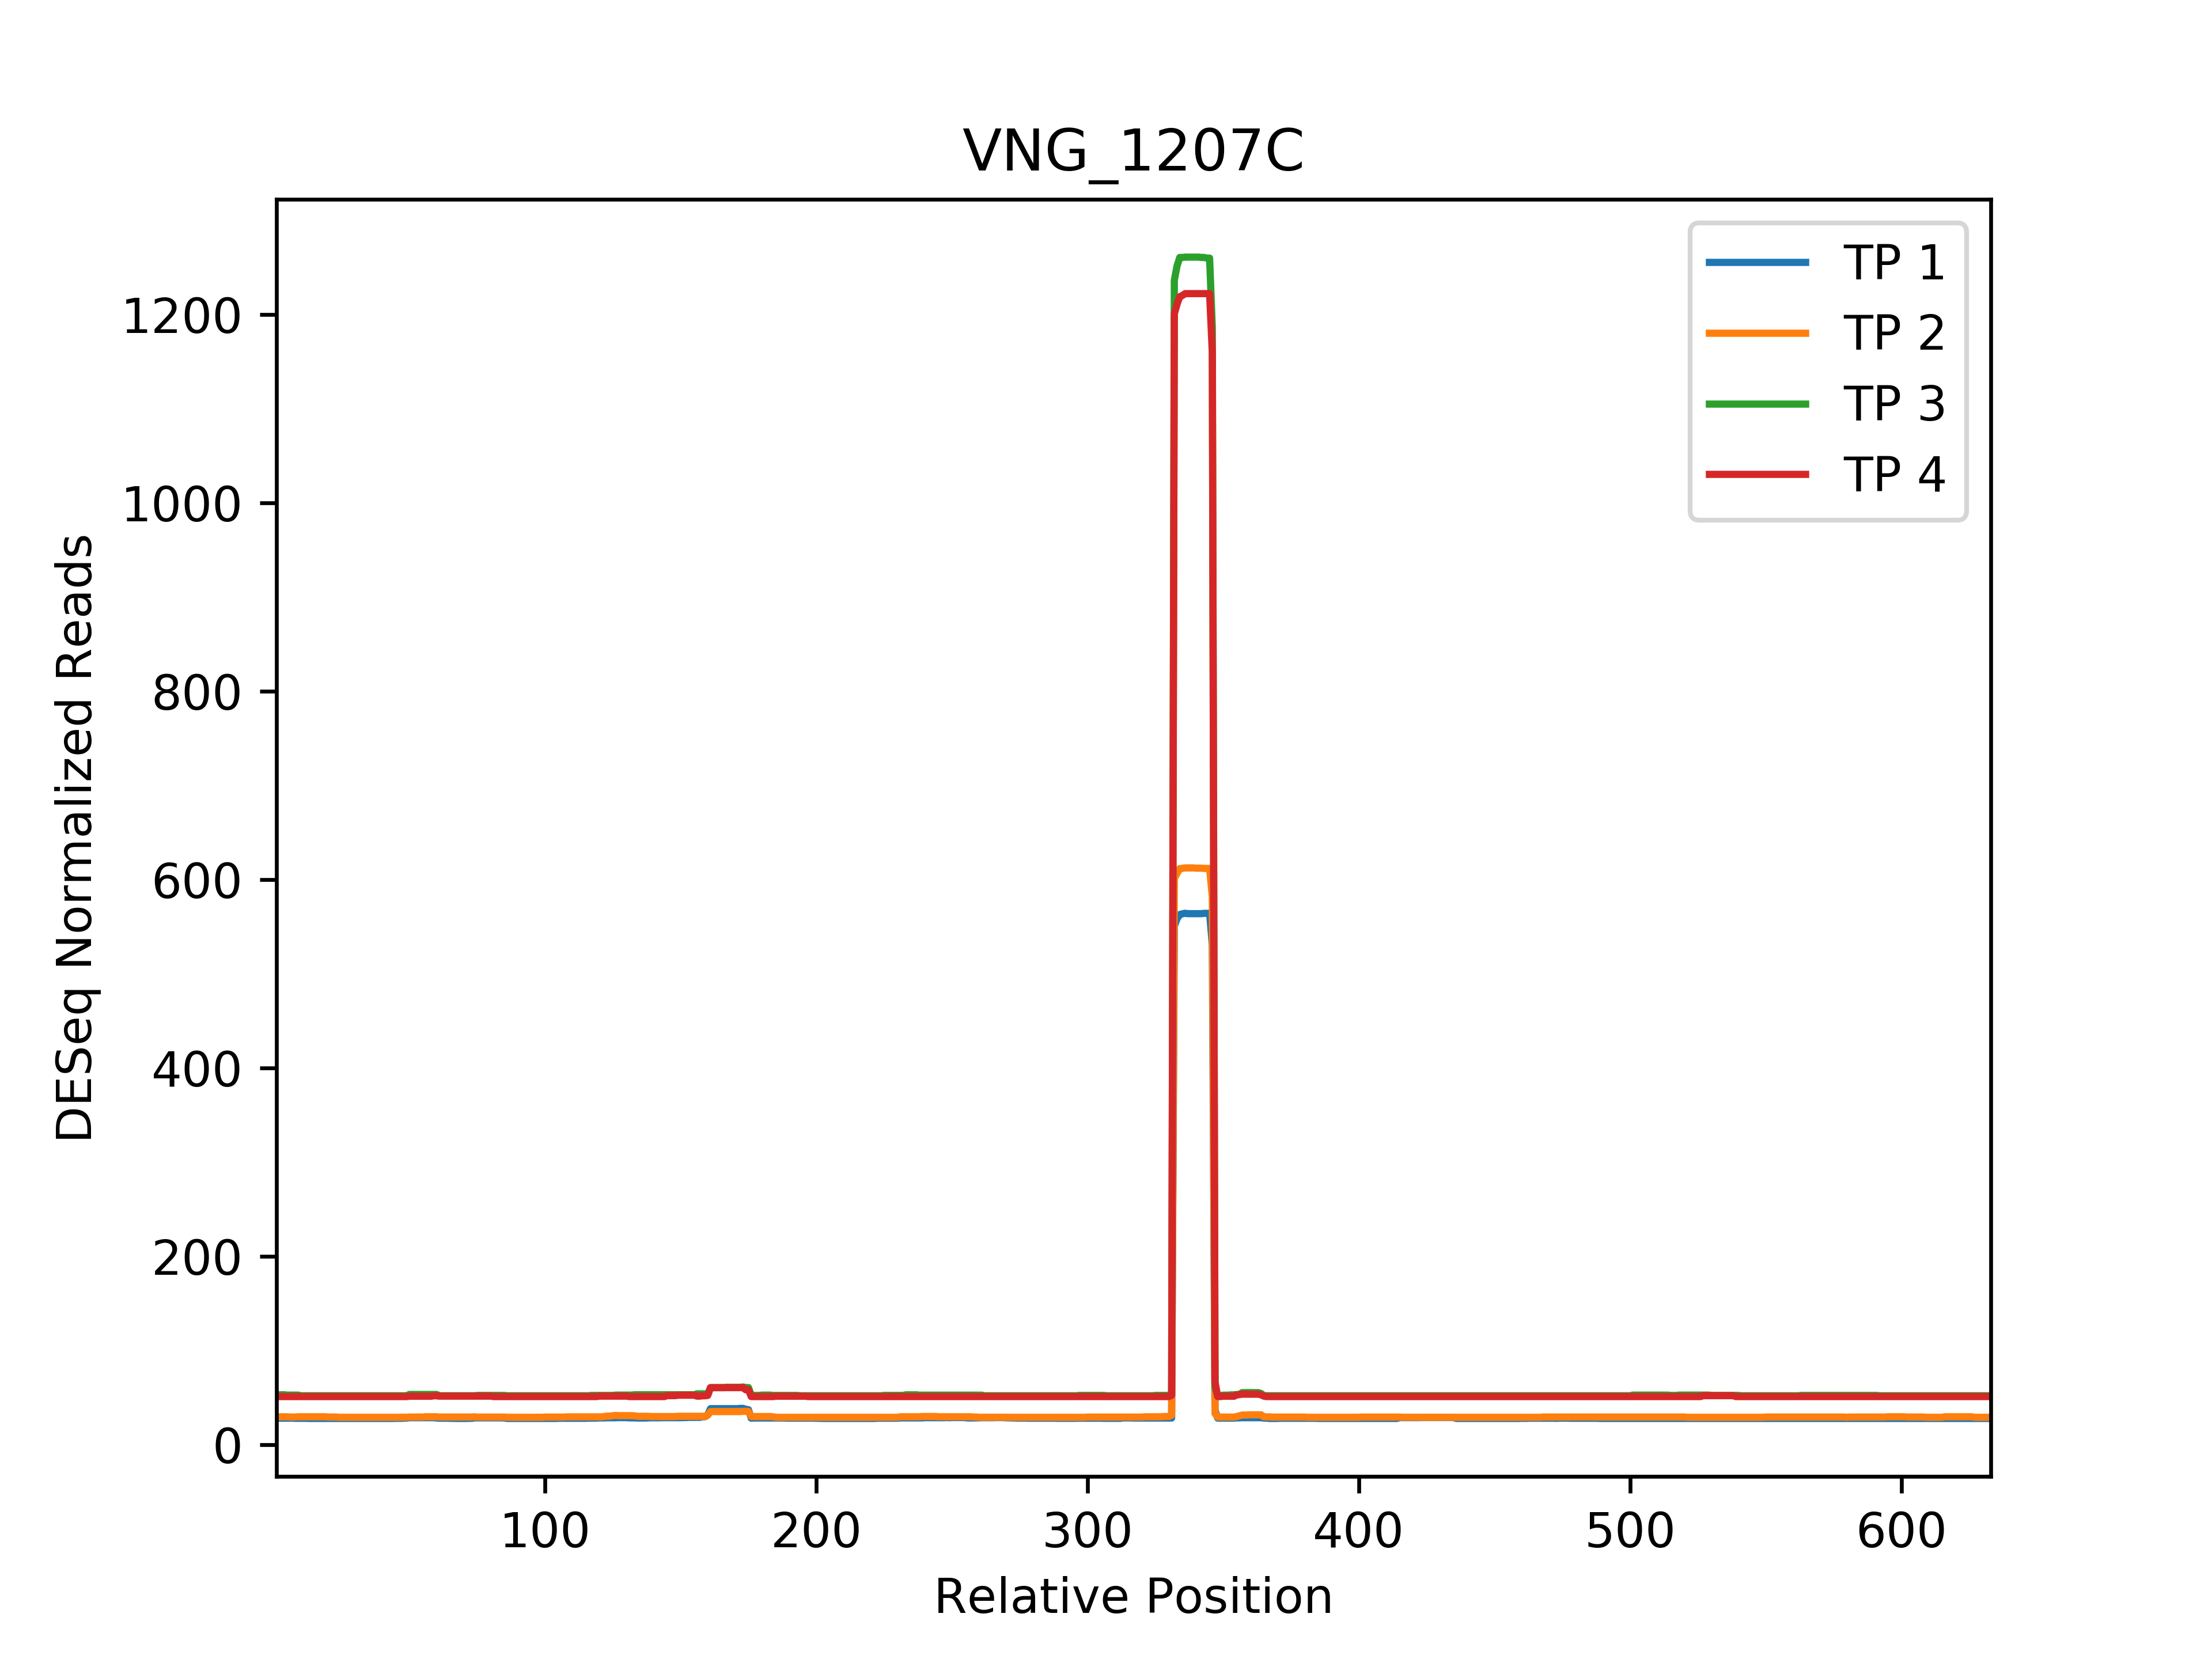 VNG_1207C
TP 1
TP 2
TP 3
TP 4
DESeq Normalized Reads
1200
1000
800
600
400
200
0
100 200 300 400 500 600
Relative Position